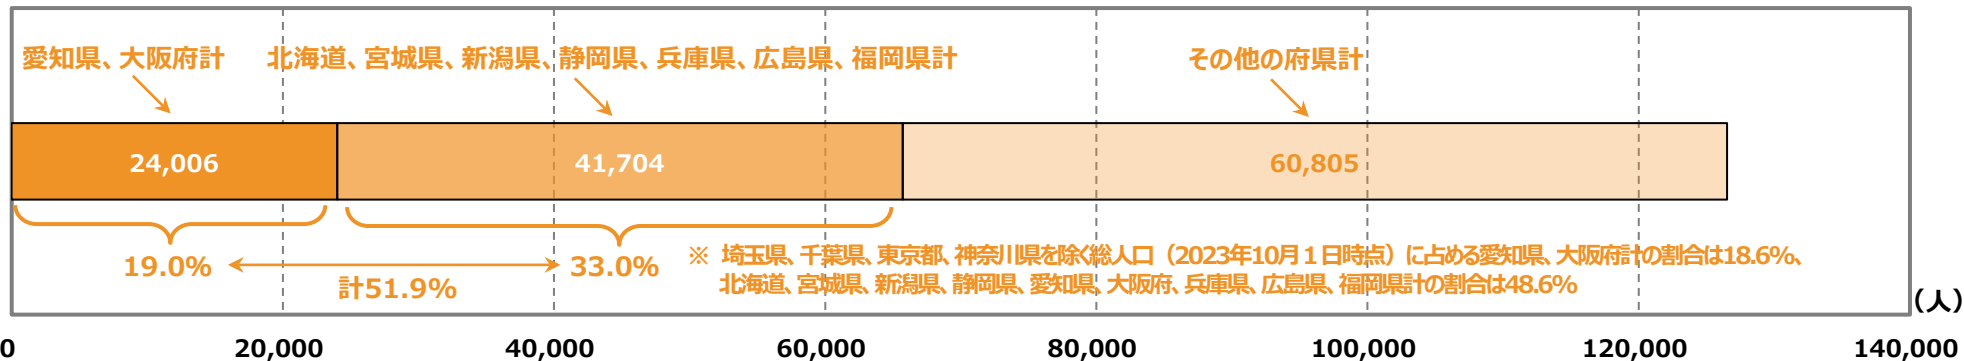 愛知県、大阪府計
北海道、宮城県、新潟県、静岡県、兵庫県、広島県、福岡県計
その他の府県計
24,006
41,704
60,805
19.0%
計51.9%
33.0%
※ 埼玉県、千葉県、東京都、神奈川県を除く総人口（2023年10月１日時点）に占める愛知県、大阪府計の割合は18.6%、
北海道、宮城県、新潟県、静岡県、愛知県、大阪府、兵庫県、広島県、福岡県計の割合は48.6%
（人）
0 20,000 40,000 60,000 80,000 100,000 120,000 140,000